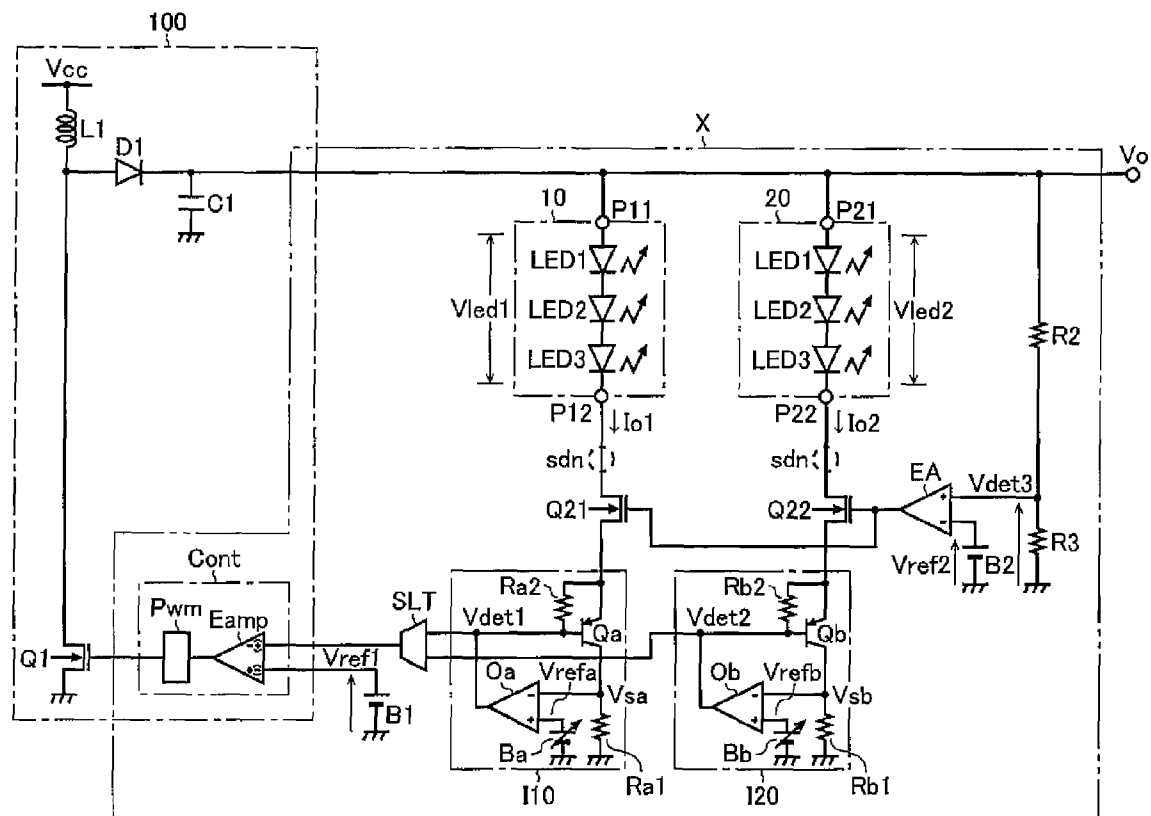 100
Vcc
L1
D1
C1
X
Vo
10
P11
20
P21
LED1
LED1
Vled1
LED2
LED2
Vled2
LED3
LED3
R2
P12
Io1
P22
Io2
sdn
sdn
EA
Vdet3
Q21
Q22
+
-
Vref2
B2
R3
Cont
Pwm
Eamp
SLT
Ra2
Rb2
Vdet1
Vdet2
Qa
Qb
Q1
Vref1
B1
Oa
Vrefa
Vsa
Ob
Vrefb
Vsb
-
+
-
+
Ba
Bb
Ra1
Rb1
I10
I20